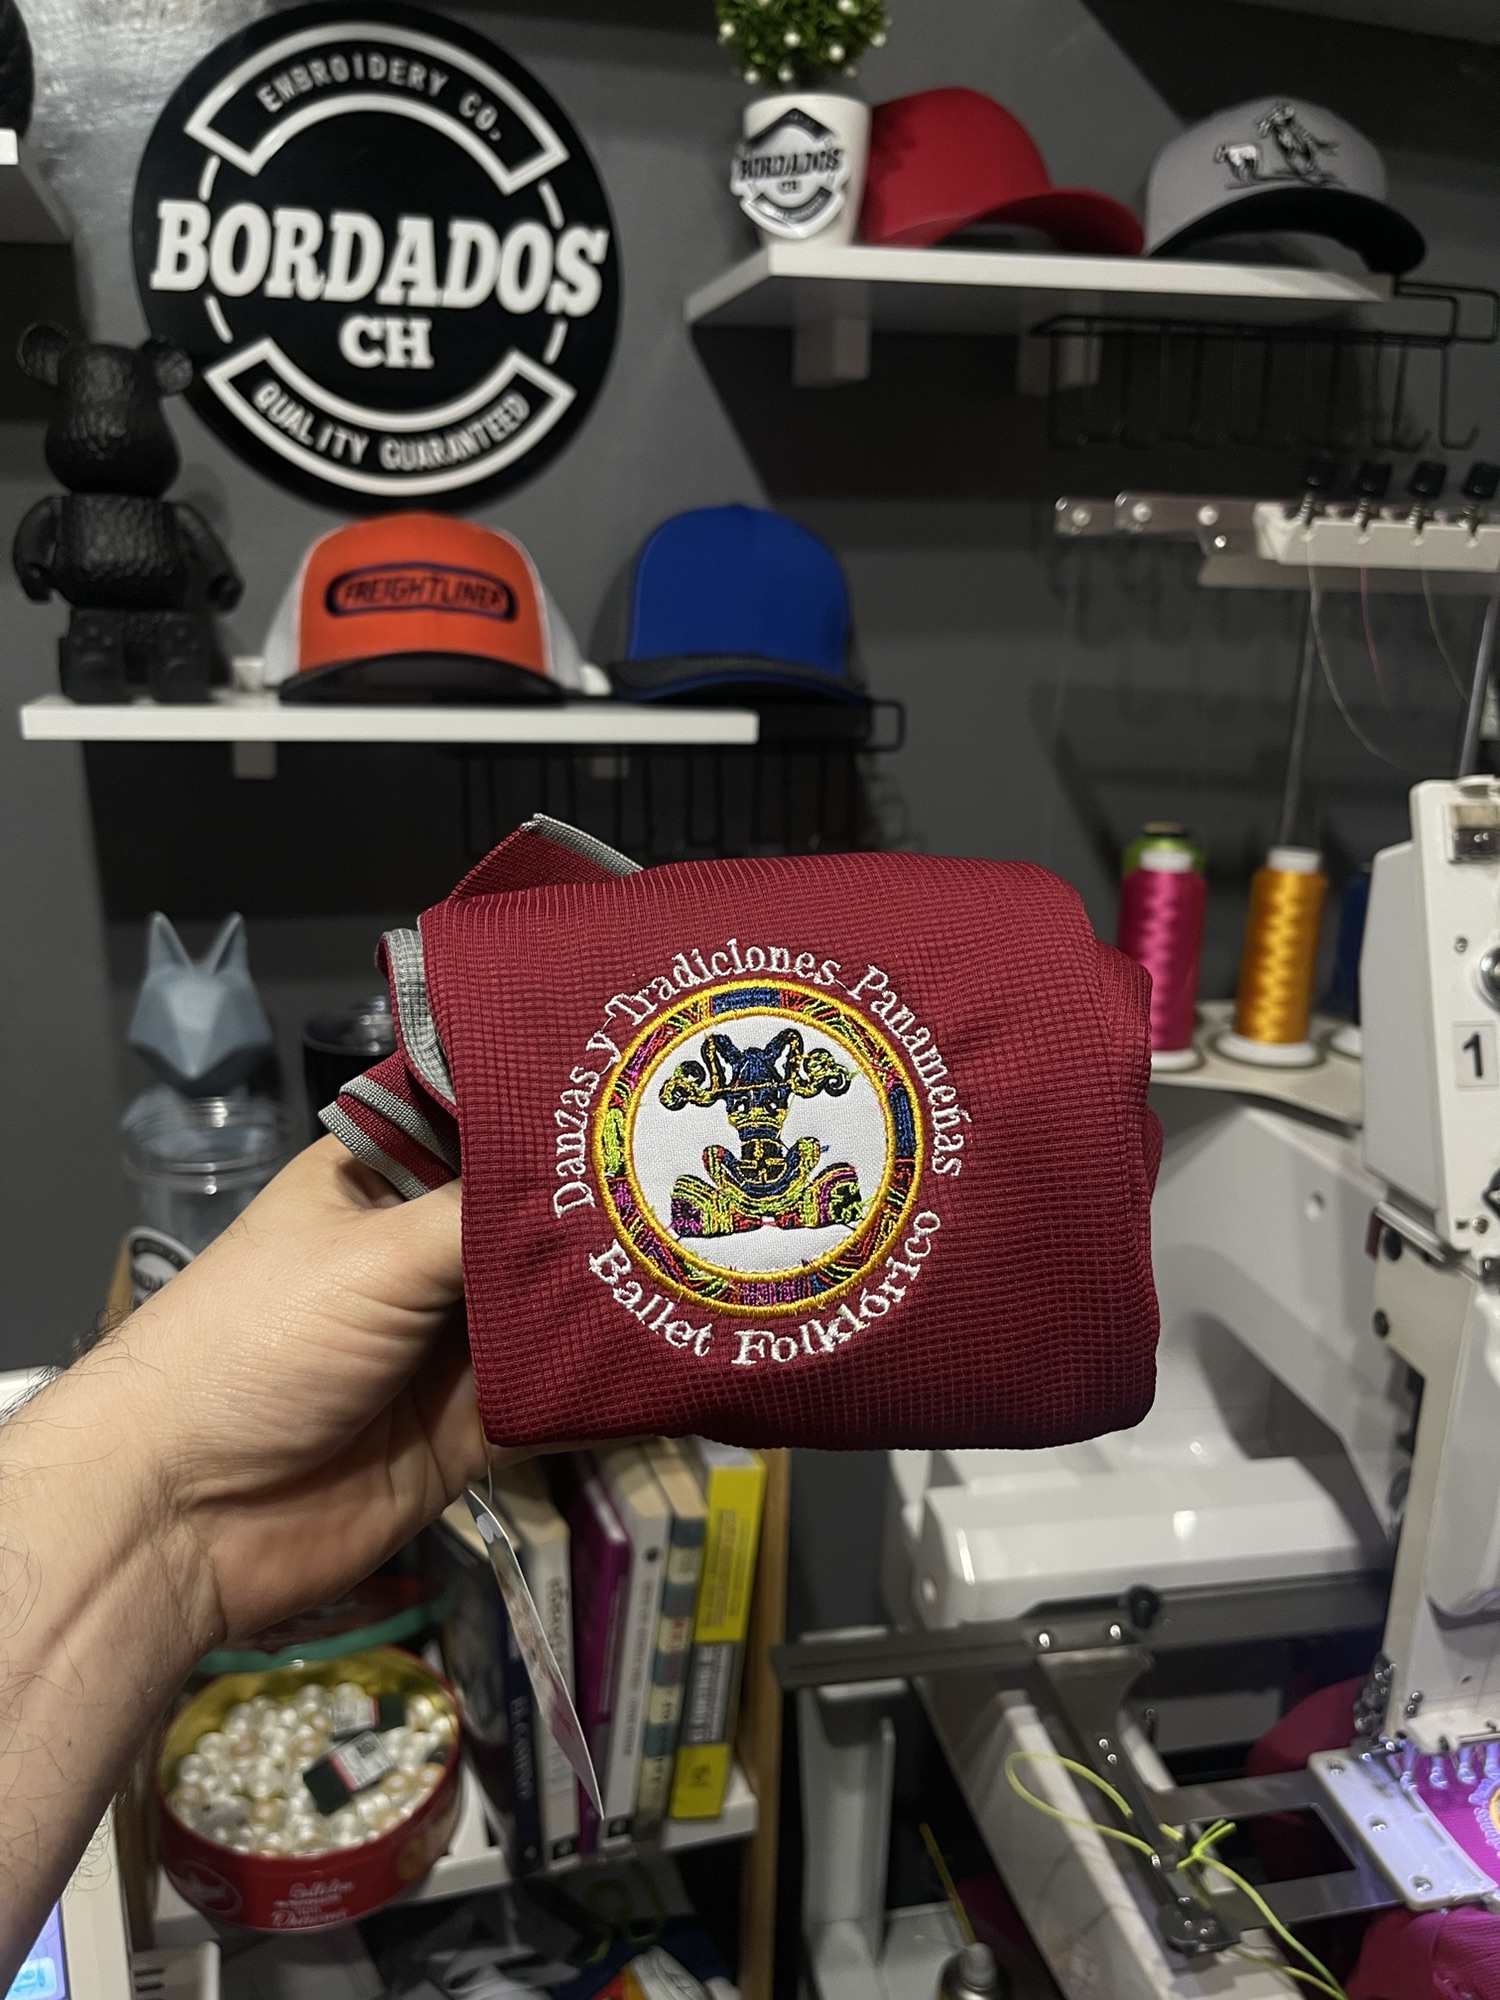 EMBROIDERY CO.
BORDADOS
CH
QUALITY GUARANTEED
BORDADOS
CH
FREIGHTLINER
Danzas y Tradiciones Panameñas
Ballet Folklórico
1